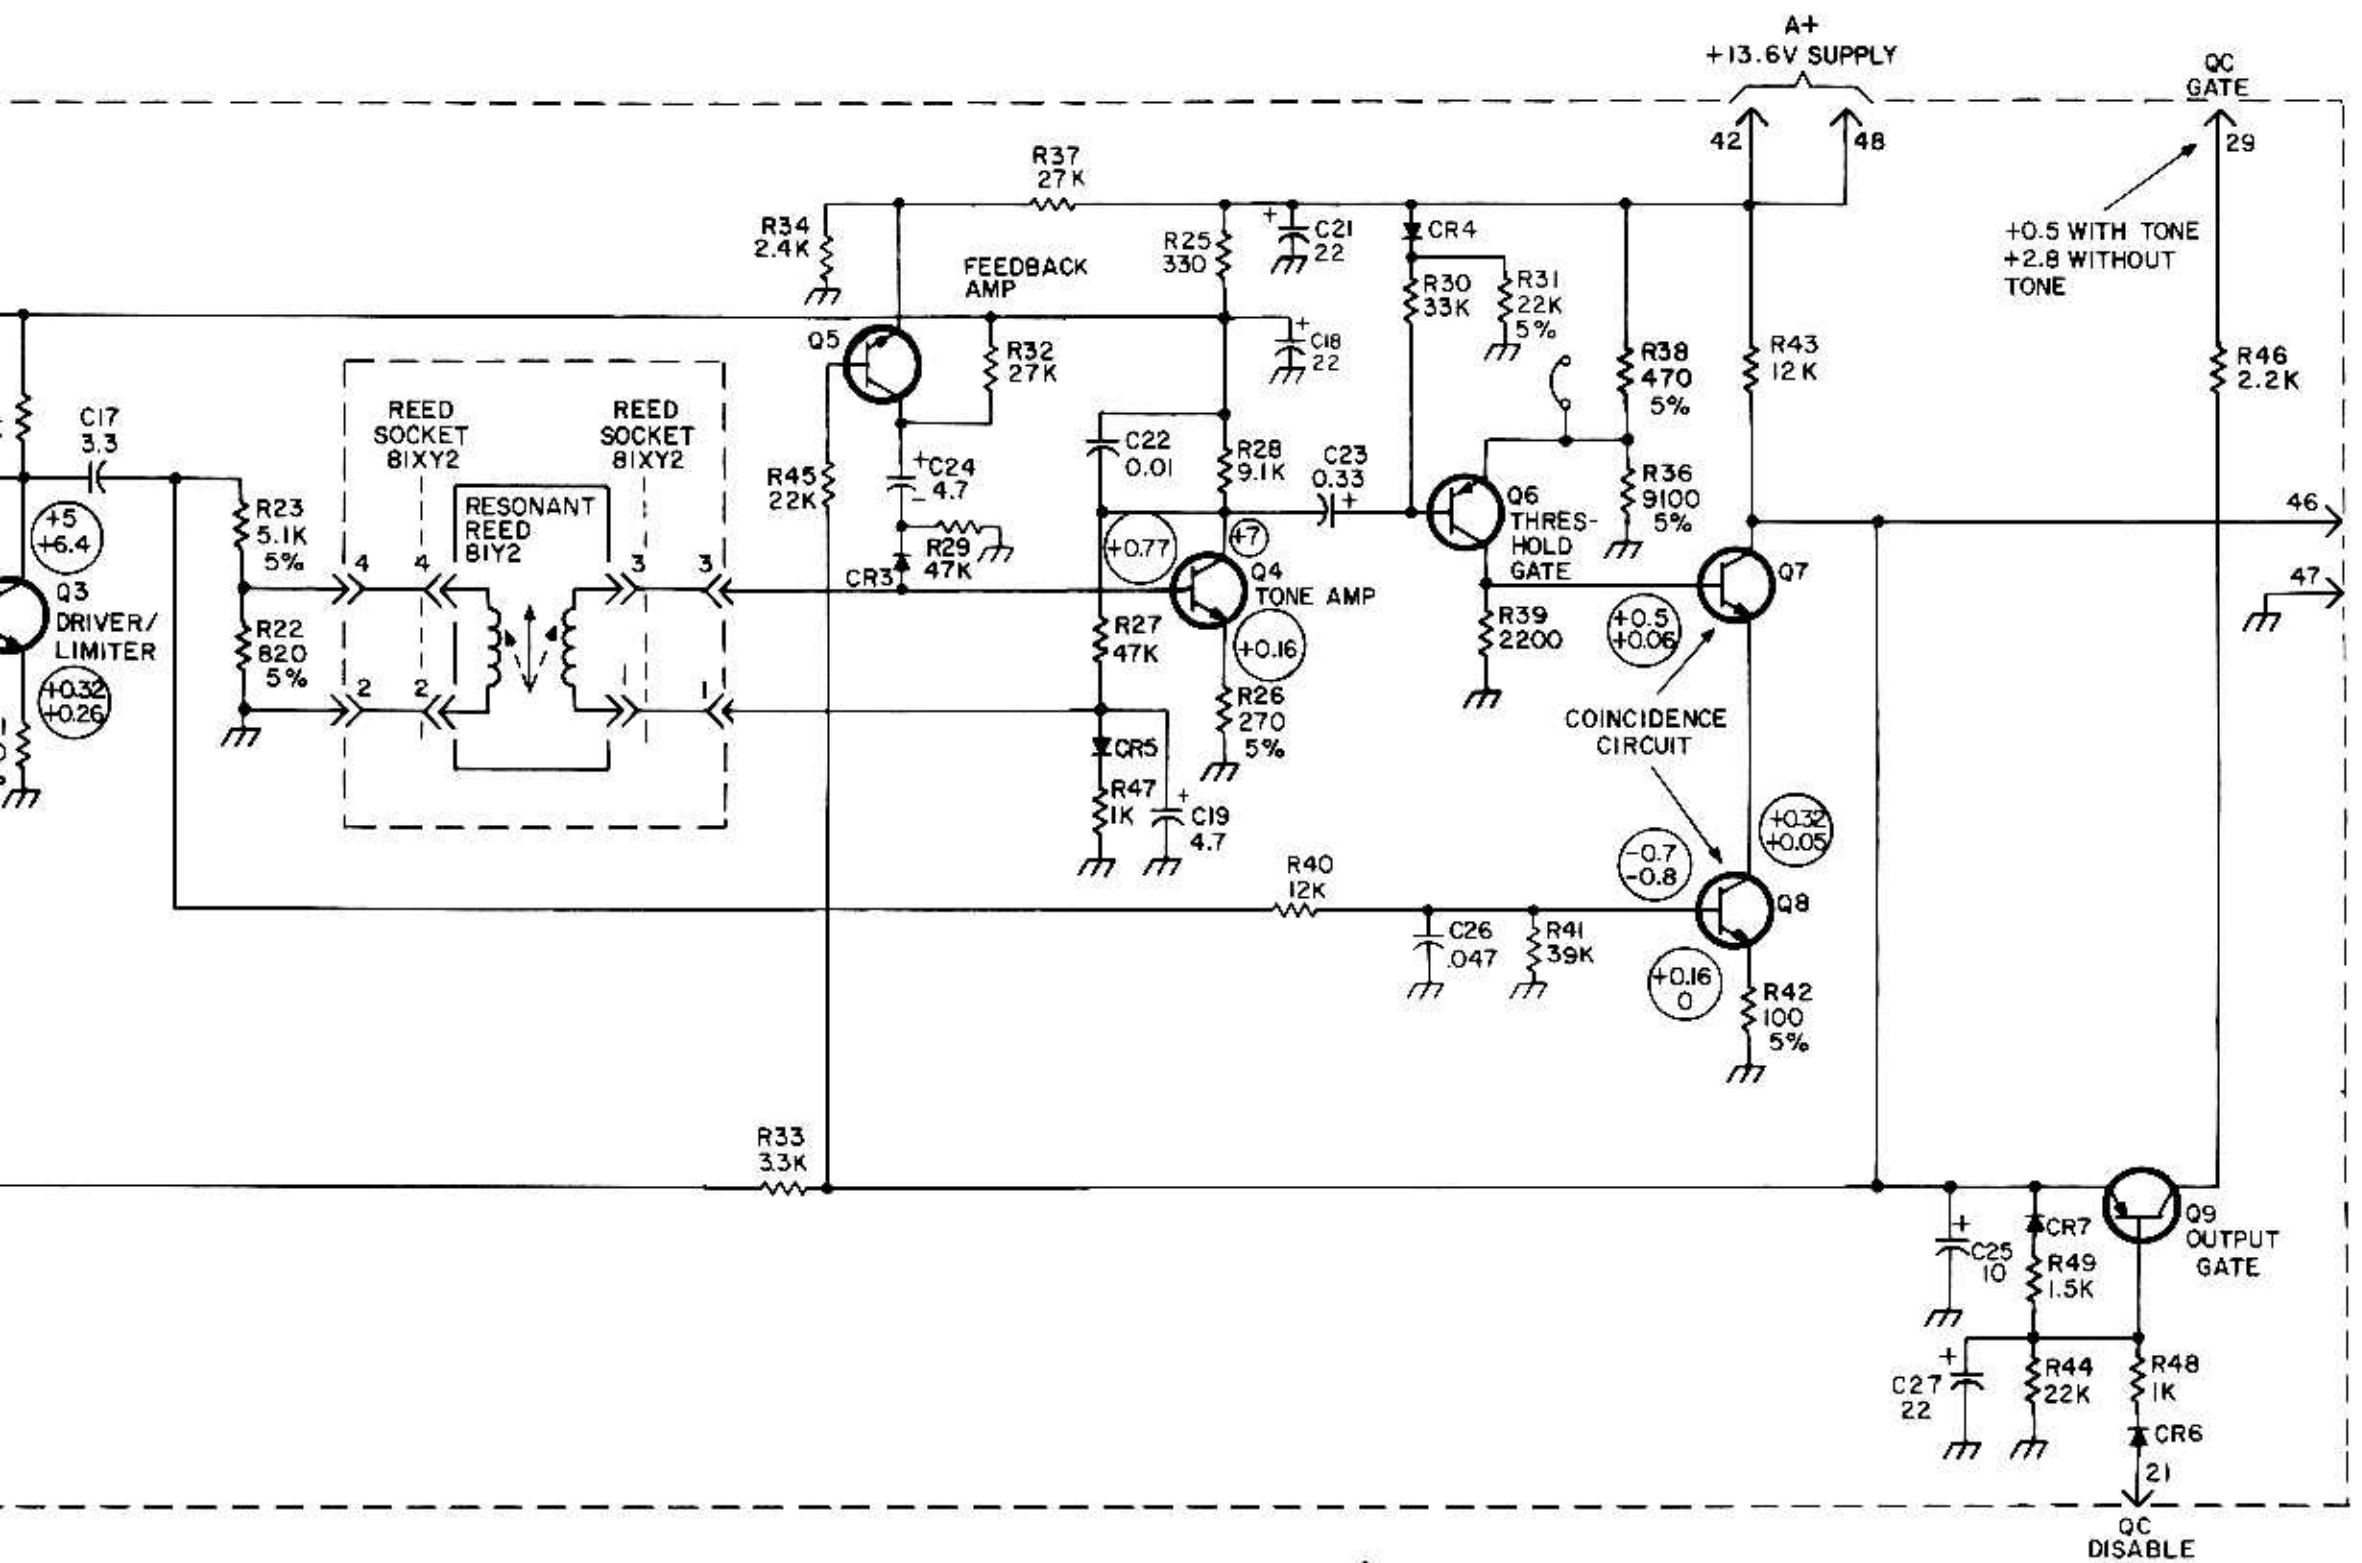 A+
+13.6V SUPPLY
QC
GATE
42
48
29
+0.5 WITH TONE
+2.8 WITHOUT
TONE
R37
27K
R34
2.4K
FEEDBACK
AMP
R25
330
C21
22
+
CR4
R30
33K
R31
22K
5%
R38
470
5%
R43
12K
R46
2.2K
Q5
R32
27K
+
C18
22
C17
3.3
REED
SOCKET
81XY2
REED
SOCKET
81XY2
RESONANT
REED
81Y2
R45
22K
+
C24
4.7
-
C22
0.01
R28
9.1K
C23
0.33
+
Q6
THRES-
HOLD
GATE
R36
9100
5%
46
47
+5
+6.4
R23
5.1K
5%
4
4
3
3
R29
47K
CR3
+0.77
+7
Q4
TONE AMP
Q7
Q3
DRIVER/
LIMITER
R22
820
5%
R27
47K
+0.16
R39
2200
+0.5
+0.06
+0.32
+0.26
2
2
1
1
R26
270
5%
COINCIDENCE
CIRCUIT
CR5
R47
1K
+
C19
4.7
+0.32
+0.05
-0.7
-0.8
R40
12K
Q8
C26
.047
R41
39K
+0.16
0
R42
100
5%
R33
3.3K
+
C25
10
CR7
R49
1.5K
Q9
OUTPUT
GATE
+
C27
22
R44
22K
R48
1K
CR6
21
QC
DISABLE